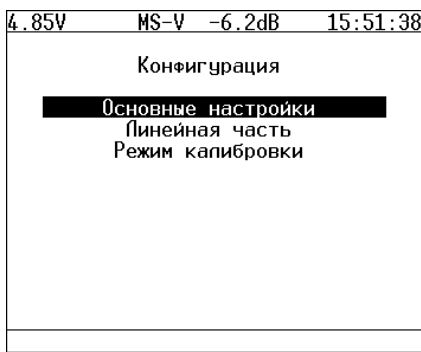 4.85V MS-V -6.2dB 15:51:38
Конфигурация
Основные настройки
Линейная часть
Режим калибровки